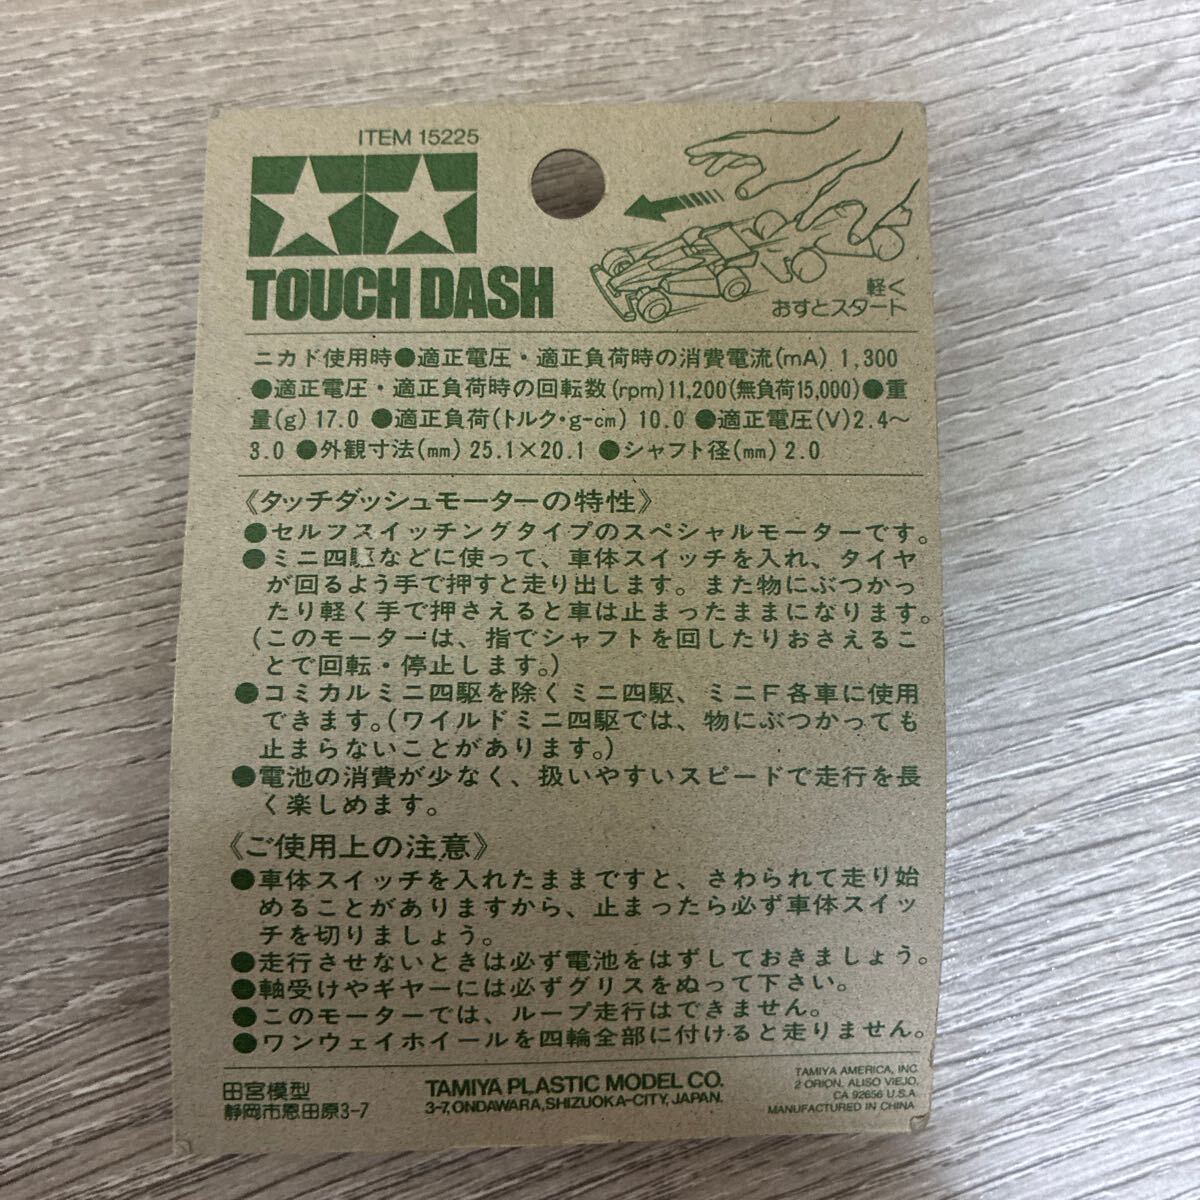 ITEM 15225
TOUCH DASH
軽く
おすとスタート
ニカド使用時●適正電圧・適正負荷時の消費電流(mA) 1,300
●適正電圧・適正負荷時の回転数(rpm)11,200(無負荷15,000)●重
量(g) 17.0 ●適正負荷(トルク・g-cm) 10.0 ●適正電圧(V)2.4〜
3.0 ●外観寸法(mm) 25.1×20.1 ●シャフト径(mm) 2.0
《タッチダッシュモーターの特性》
●セルフスイッチングタイプのスペシャルモーターです。
●ミニ四駆などに使って、車体スイッチを入れ、タイヤ
が回るよう手で押すと走り出します。また物にぶつかっ
たり軽く手で押さえると車は止まったままになります。
(このモーターは、指でシャフトを回したりおさえるこ
とで回転・停止します。)
●コミカルミニ四駆を除くミニ四駆、ミニF各車に使用
できます。(ワイルドミニ四駆では、物にぶつかっても
止まらないことがあります。)
●電池の消費が少なく、扱いやすいスピードで走行を長
く楽しめます。
《ご使用上の注意》
●車体スイッチを入れたままですと、さわられて走り始
めることがありますから、止まったら必ず車体スイッ
チを切りましょう。
●走行させないときは必ず電池をはずしておきましょう。
●軸受けやギヤーには必ずグリスをぬって下さい。
●このモーターでは、ループ走行はできません。
●ワンウェイホイールを四輪全部に付けると走りません。
田宮模型
静岡市恩田原3-7
TAMIYA PLASTIC MODEL CO.
3-7, ONDAWARA, SHIZUOKA-CITY, JAPAN.
TAMIYA AMERICA, INC.
2 ORION, ALISO VIEJO,
CA 92656 U.S.A.
MANUFACTURED IN CHINA